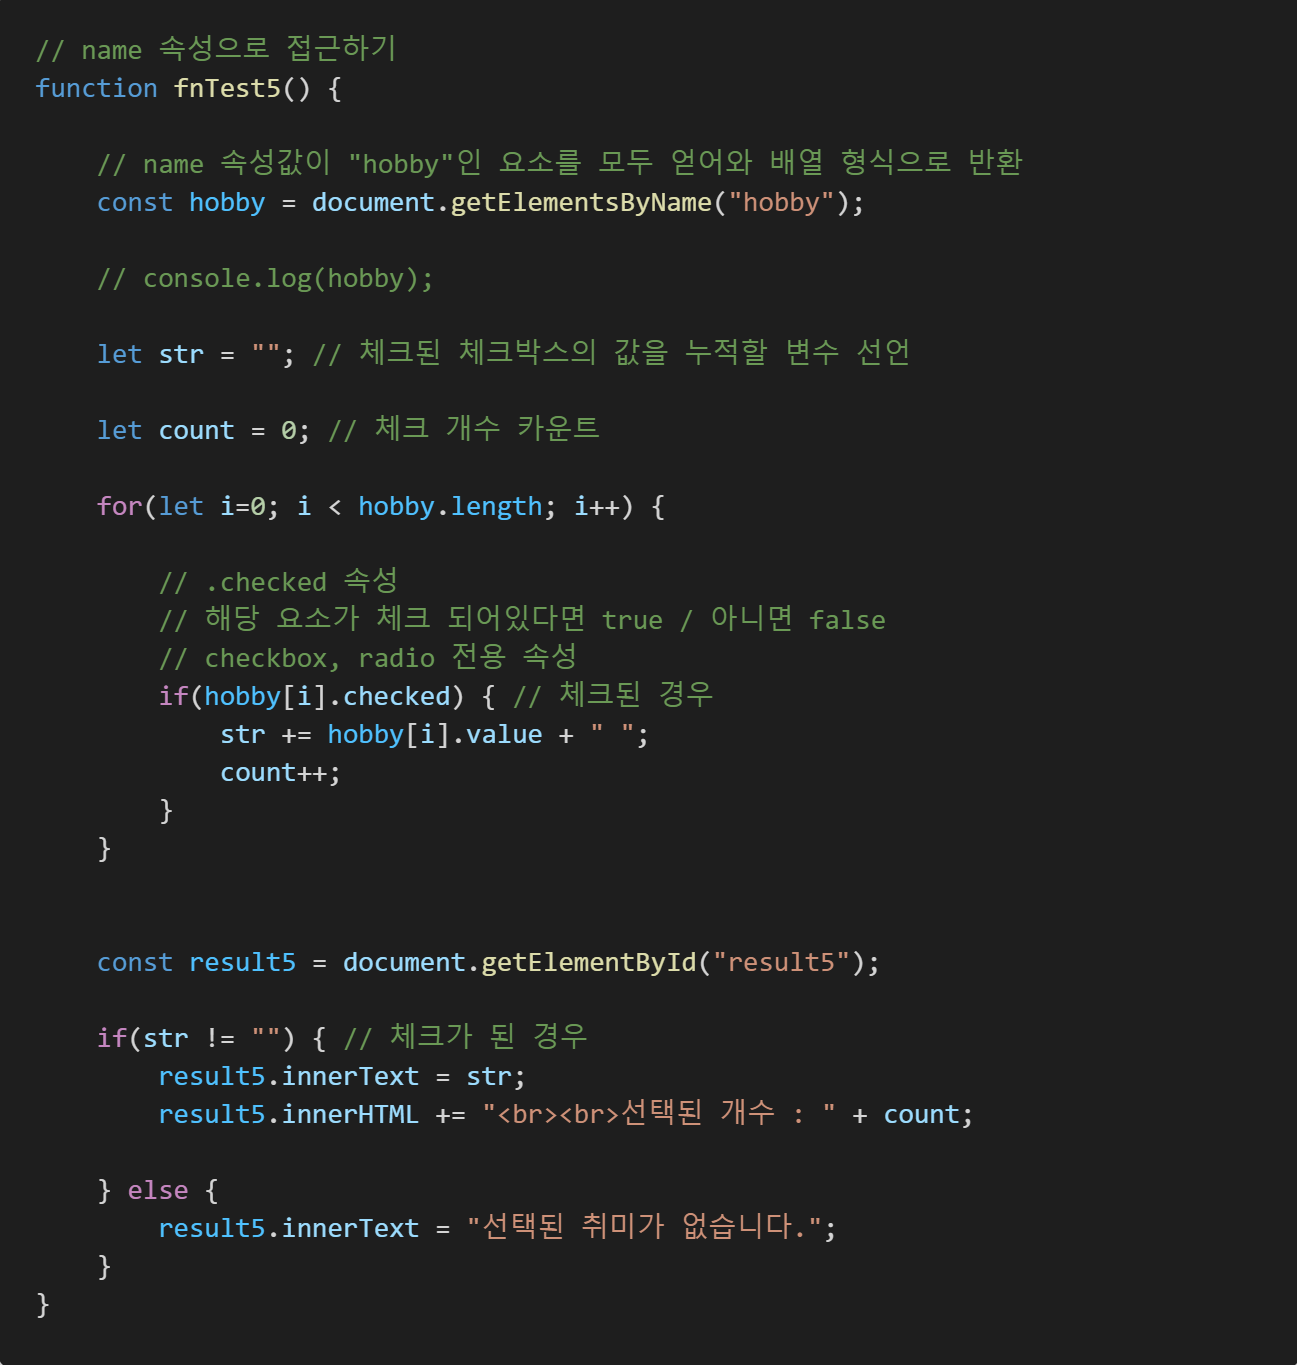 // name 속성으로 접근하기
function fnTest5() {
// name 속성값이 "hobby"인 요소를 모두 얻어와 배열 형식으로 반환
const hobby = document.getElementsByName("hobby");
// console.log(hobby);
let str = ""; // 체크된 체크박스의 값을 누적할 변수 선언
let count = 0; // 체크 개수 카운트
for(let i=0; i < hobby.length; i++) {
// .checked 속성
// 해당 요소가 체크 되어있다면 true / 아니면 false
// checkbox, radio 전용 속성
if(hobby[i].checked) { // 체크된 경우
str += hobby[i].value + " ";
count++;
}
}
const result5 = document.getElementById("result5");
if(str != "") { // 체크가 된 경우
result5.innerText = str;
result5.innerHTML += "<br><br>선택된 개수 : " + count;
} else {
result5.innerText = "선택된 취미가 없습니다.";
}
}